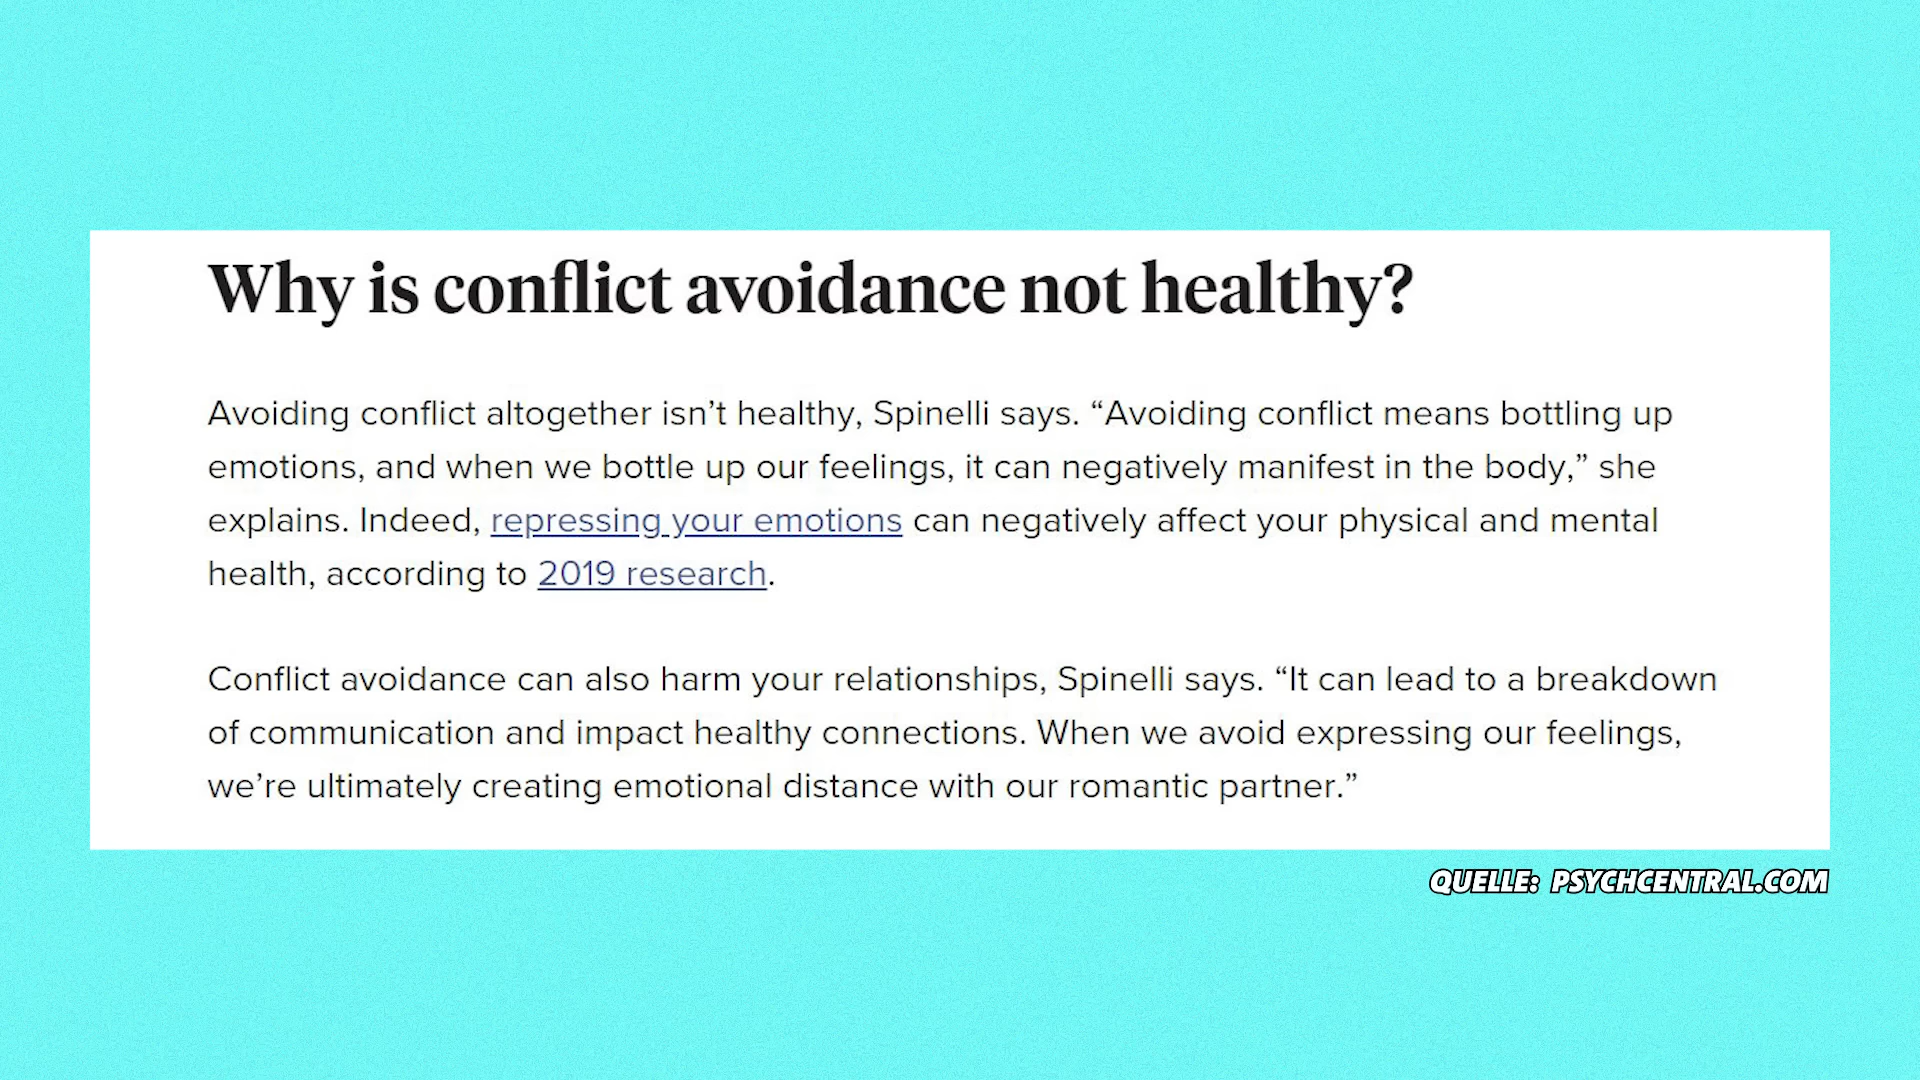 Why is conflict avoidance not healthy?
Avoiding conflict altogether isn’t healthy, Spinelli says. “Avoiding conflict means bottling up
emotions, and when we bottle up our feelings, it can negatively manifest in the body,” she
explains. Indeed, repressing your emotions can negatively affect your physical and mental
health, according to 2019 research.
Conflict avoidance can also harm your relationships, Spinelli says. “It can lead to a breakdown
of communication and impact healthy connections. When we avoid expressing our feelings,
we’re ultimately creating emotional distance with our romantic partner.”
QUELLE: PSYCHCENTRAL.COM